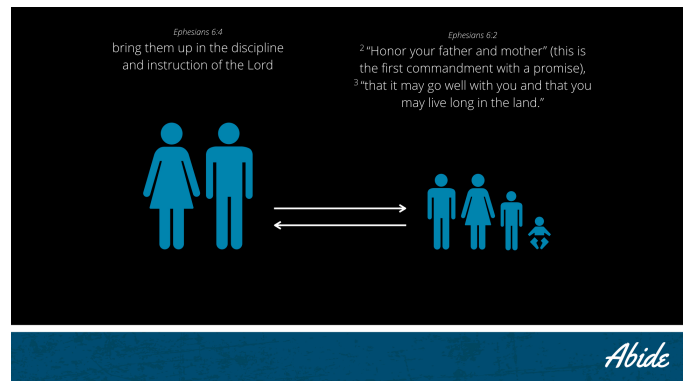 Ephesians 6:4
bring them up in the discipline
and instruction of the Lord
Ephesians 6:2
2 “Honor your father and mother” (this is
the first commandment with a promise),
3 “that it may go well with you and that you
may live long in the land.”
Abide